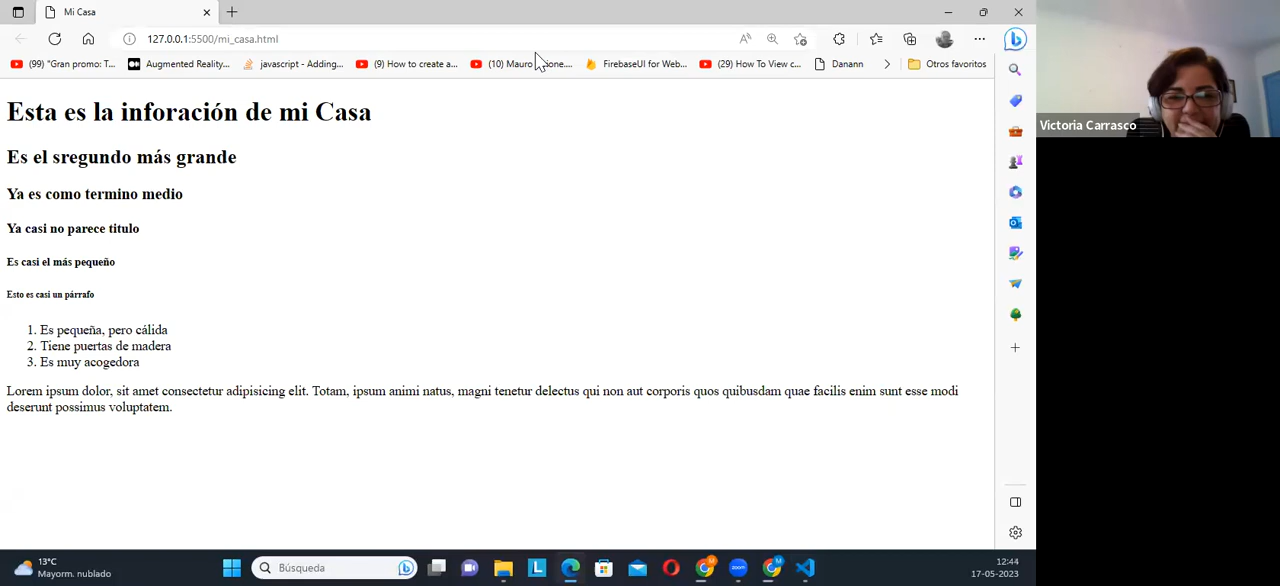 Mi Casa
127.0.0.1:5500/mi_casa.html
(99) "Gran promo: T... Augmented Reality... javascript - Adding... (9) How to create a... (10) Mauro ...one.... FirebaseUI for Web... (29) How To View c... Danann Otros favoritos
Esta es la inforación de mi Casa
Es el sregundo más grande
Ya es como termino medio
Ya casi no parece titulo
Es casi el más pequeño
Esto es casi un párrafo
1. Es pequeña, pero cálida
2. Tiene puertas de madera
3. Es muy acogedora
Lorem ipsum dolor, sit amet consectetur adipisicing elit. Totam, ipsum animi natus, magni tenetur delectus qui non aut corporis quos quibusdam quae facilis enim sunt esse modi
deserunt possimus voluptatem.
Victoria Carrasco
13°C
Mayorm. nublado
Búsqueda
12:44
17-05-2023